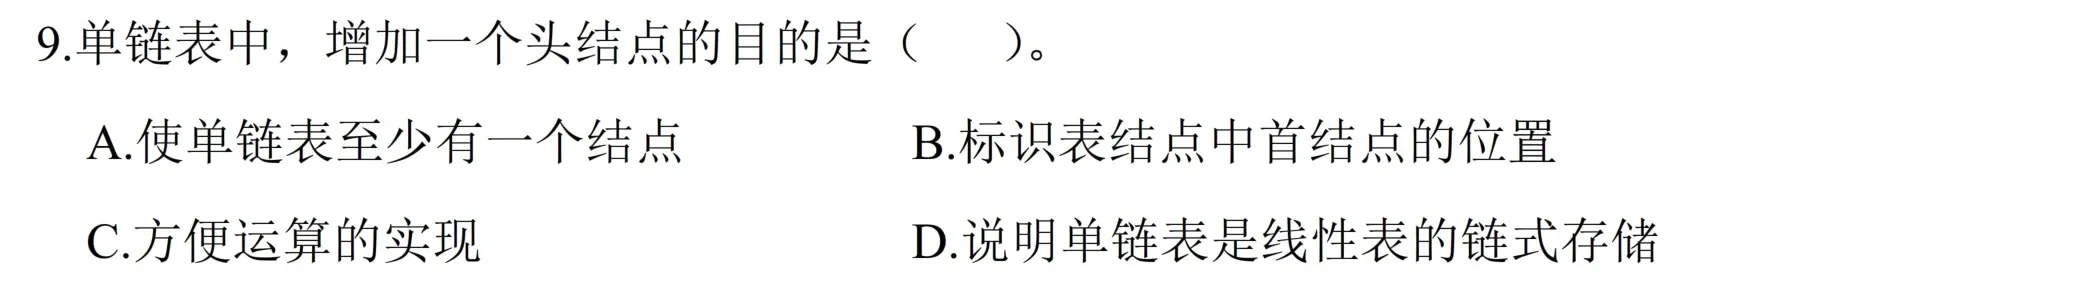 9.单链表中，增加一个头结点的目的是（　　）。
A.使单链表至少有一个结点　　B.标识表结点中首结点的位置
C.方便运算的实现　　D.说明单链表是线性表的链式存储